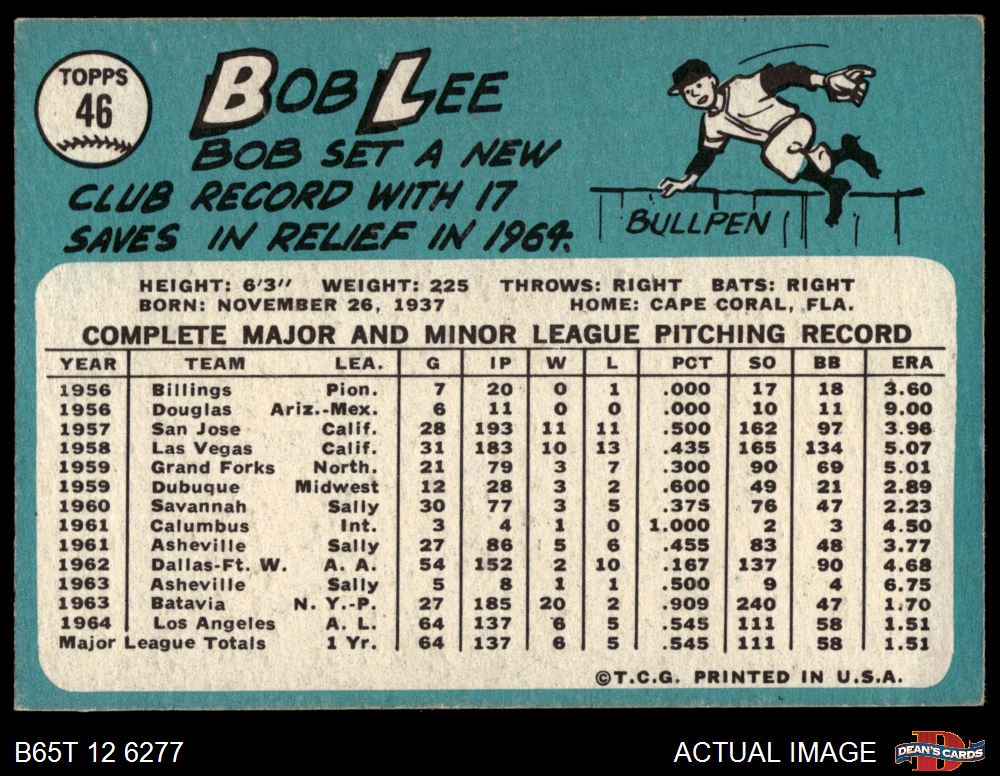 TOPPS
46
BOB LEE
BOB SET A NEW
CLUB RECORD WITH 17
SAVES IN RELIEF IN 1964.
BULLPEN
HEIGHT: 6'3" WEIGHT: 225 THROWS: RIGHT BATS: RIGHT
BORN: NOVEMBER 26, 1937 HOME: CAPE CORAL, FLA.
COMPLETE MAJOR AND MINOR LEAGUE PITCHING RECORD
YEAR TEAM LEA. G IP W L PCT SO BB ERA
1956 Billings Pion. 7 20 0 1 .000 17 18 3.60
1956 Douglas Ariz.-Mex. 6 11 0 0 .000 10 11 9.00
1957 San Jose Calif. 28 193 11 11 .500 162 97 3.96
1958 Las Vegas Calif. 31 183 10 13 .435 165 134 5.07
1959 Grand Forks North. 21 79 3 7 .300 90 69 5.01
1959 Dubuque Midwest 12 28 3 2 .600 49 21 2.89
1960 Savannah Sally 30 77 3 5 .375 76 47 2.23
1961 Calumbus Int. 3 4 1 0 1.000 2 3 4.50
1961 Asheville Sally 27 86 5 6 .455 83 48 3.77
1962 Dallas-Ft. W. A. A. 54 152 2 10 .167 137 90 4.68
1963 Asheville Sally 5 8 1 1 .500 9 4 6.75
1963 Batavia N. Y.-P. 27 185 20 2 .909 240 47 1.70
1964 Los Angeles A. L. 64 137 6 5 .545 111 58 1.51
Major League Totals 1 Yr. 64 137 6 5 .545 111 58 1.51
©T.C.G. PRINTED IN U.S.A.
B65T 12 6277 ACTUAL IMAGE DEAN'S CARDS